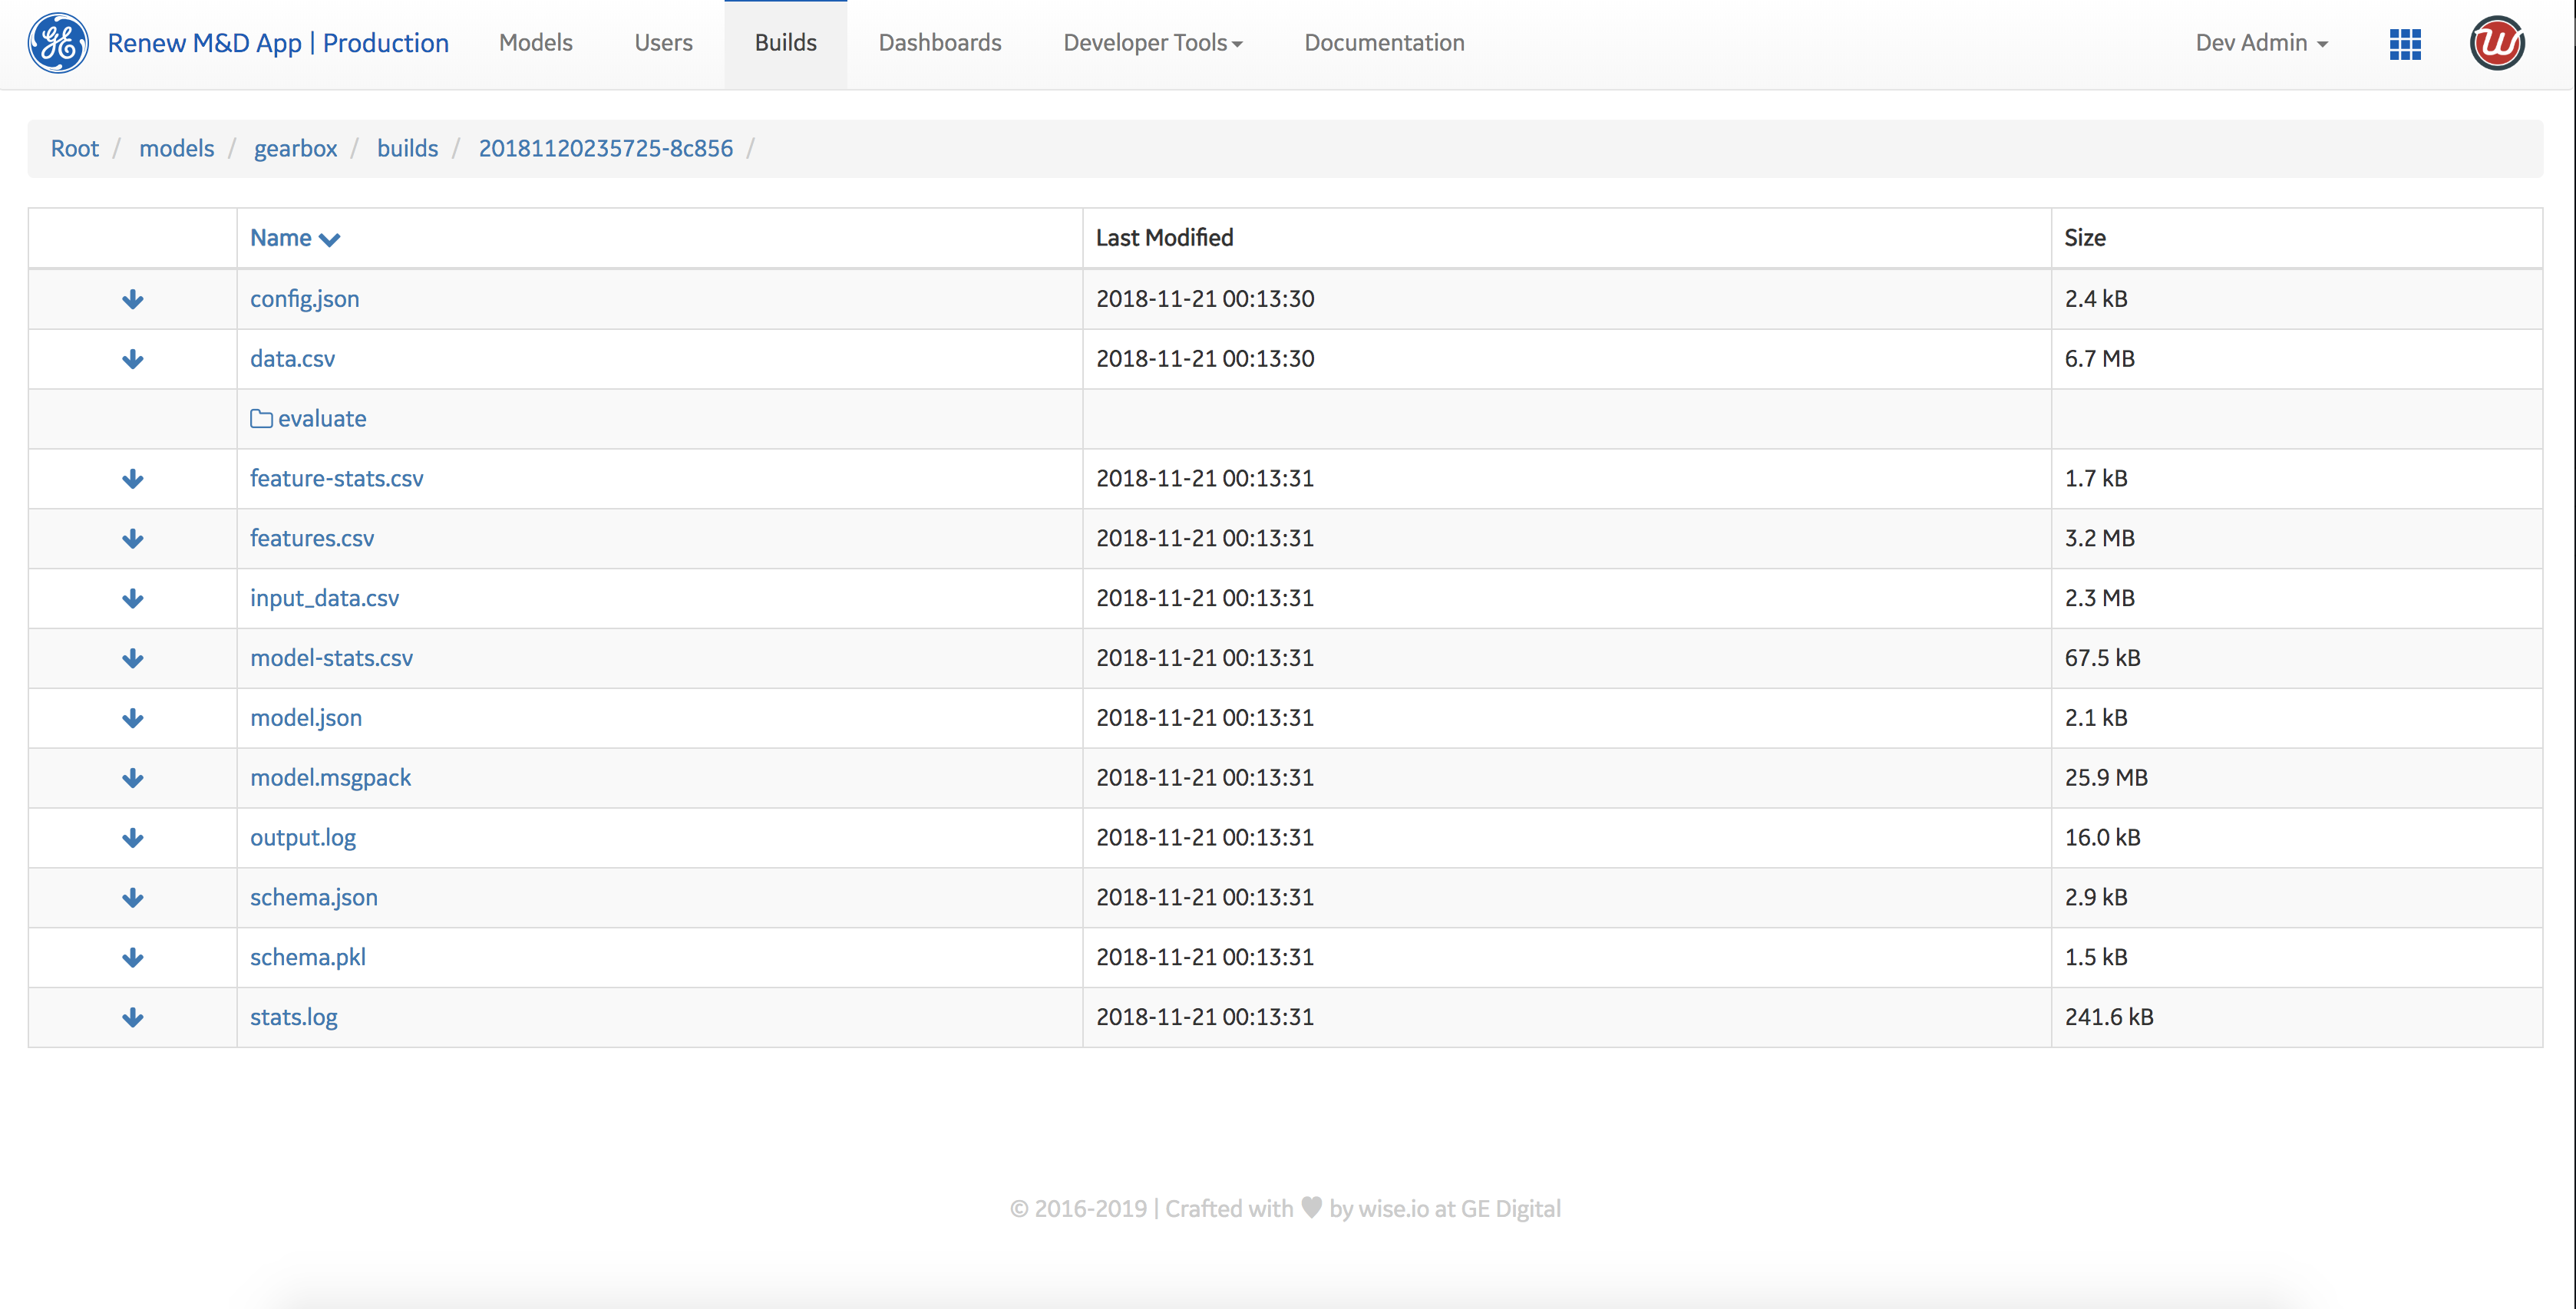 Renew M&D App | Production Models Users Builds Dashboards Developer Tools Documentation Dev Admin
Root / models / gearbox / builds / 20181120235725-8c856 /
Name Last Modified Size
config.json 2018-11-21 00:13:30 2.4 kB
data.csv 2018-11-21 00:13:30 6.7 MB
evaluate
feature-stats.csv 2018-11-21 00:13:31 1.7 kB
features.csv 2018-11-21 00:13:31 3.2 MB
input_data.csv 2018-11-21 00:13:31 2.3 MB
model-stats.csv 2018-11-21 00:13:31 67.5 kB
model.json 2018-11-21 00:13:31 2.1 kB
model.msgpack 2018-11-21 00:13:31 25.9 MB
output.log 2018-11-21 00:13:31 16.0 kB
schema.json 2018-11-21 00:13:31 2.9 kB
schema.pkl 2018-11-21 00:13:31 1.5 kB
stats.log 2018-11-21 00:13:31 241.6 kB
© 2016-2019 | Crafted with ♥ by wise.io at GE Digital